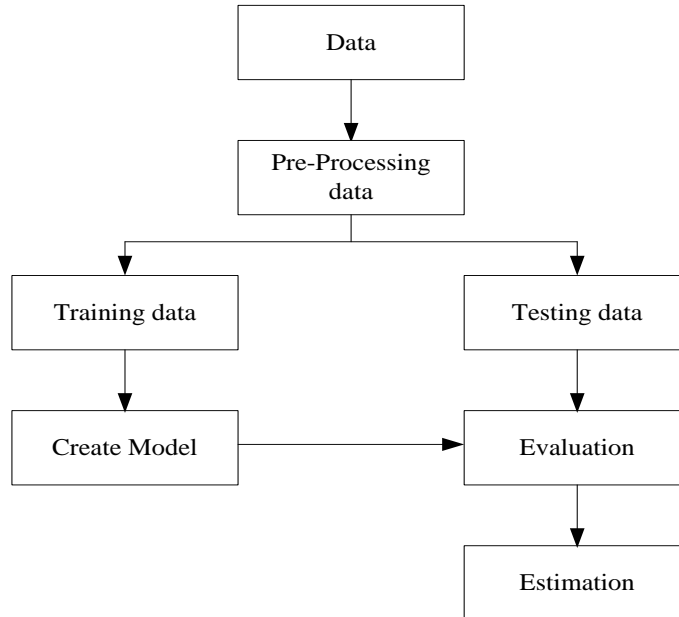 Data
Pre-Processing
data
Training data
Testing data
Create Model
Evaluation
Estimation